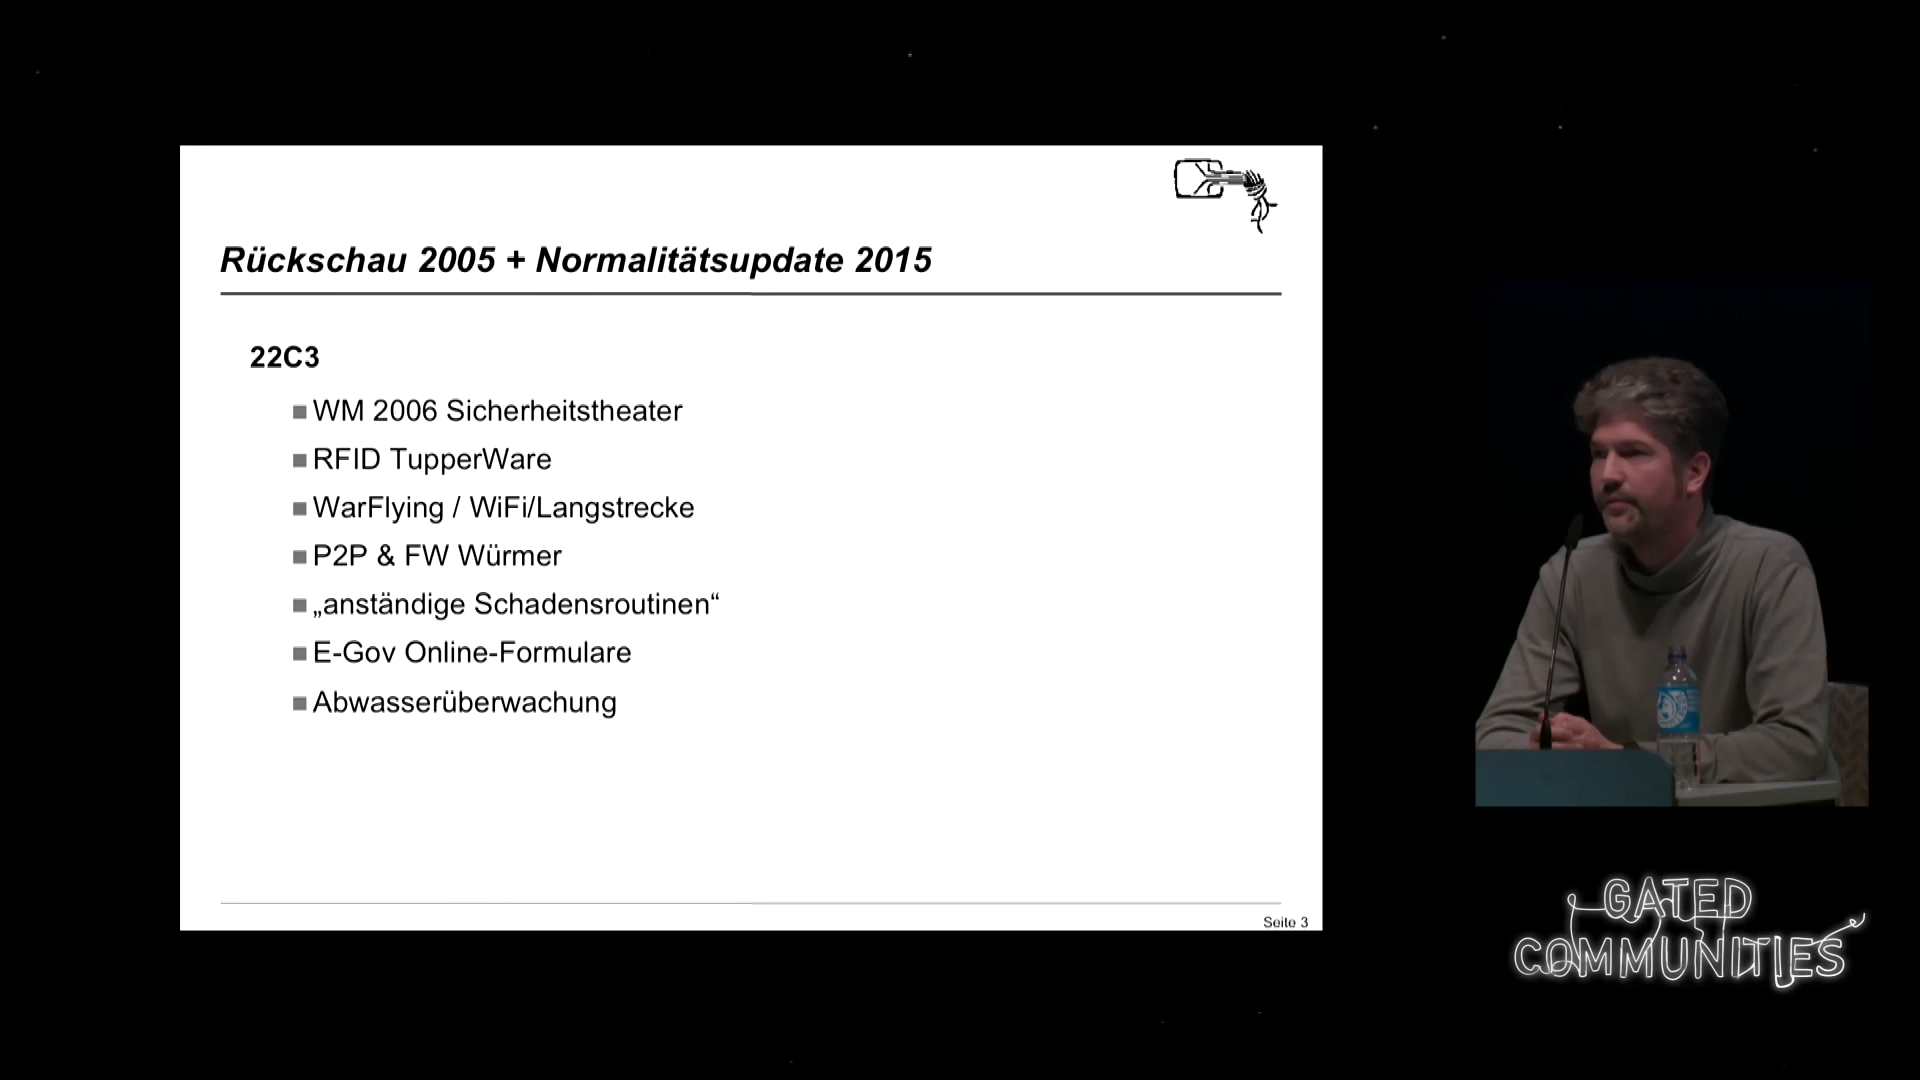 Rückschau 2005 + Normalitätsupdate 2015
22C3
WM 2006 Sicherheitstheater
RFID TupperWare
WarFlying / WiFi/Langstrecke
P2P & FW Würmer
„anständige Schadensroutinen“
E-Gov Online-Formulare
Abwasserüberwachung
Seite 3
GATED
COMMUNITIES